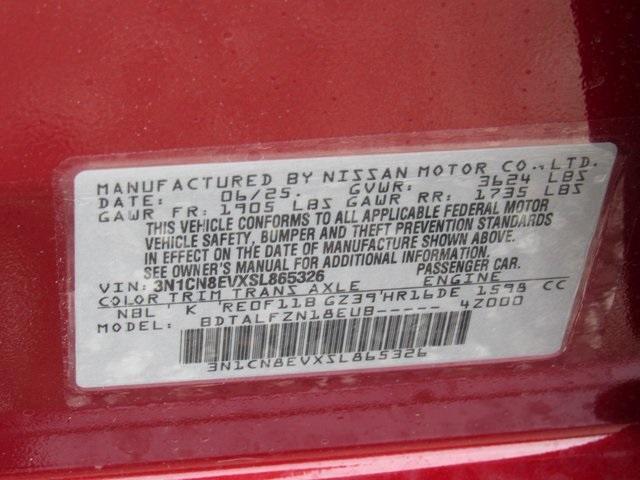 MANUFACTURED BY NISSAN MOTOR CO.,LTD.
DATE: 06/25. GVWR: 3624 LBS
GAWR FR: 1905 LBS GAWR RR: 1735 LBS
THIS VEHICLE CONFORMS TO ALL APPLICABLE FEDERAL MOTOR
VEHICLE SAFETY, BUMPER AND THEFT PREVENTION STANDARDS
IN EFFECT ON THE DATE OF MANUFACTURE SHOWN ABOVE.
SEE OWNER'S MANUAL FOR ADDITIONAL INFORMATION.
VIN: 3N1CN8EVXSL865326 PASSENGER CAR.
COLOR TRIM TRANS AXLE ENGINE
NBL K RE0F11B GZ39 HR16DE 1598 CC
MODEL: BDTALFZN18EUB----- 4Z000
3N1CN8EVXSL865326